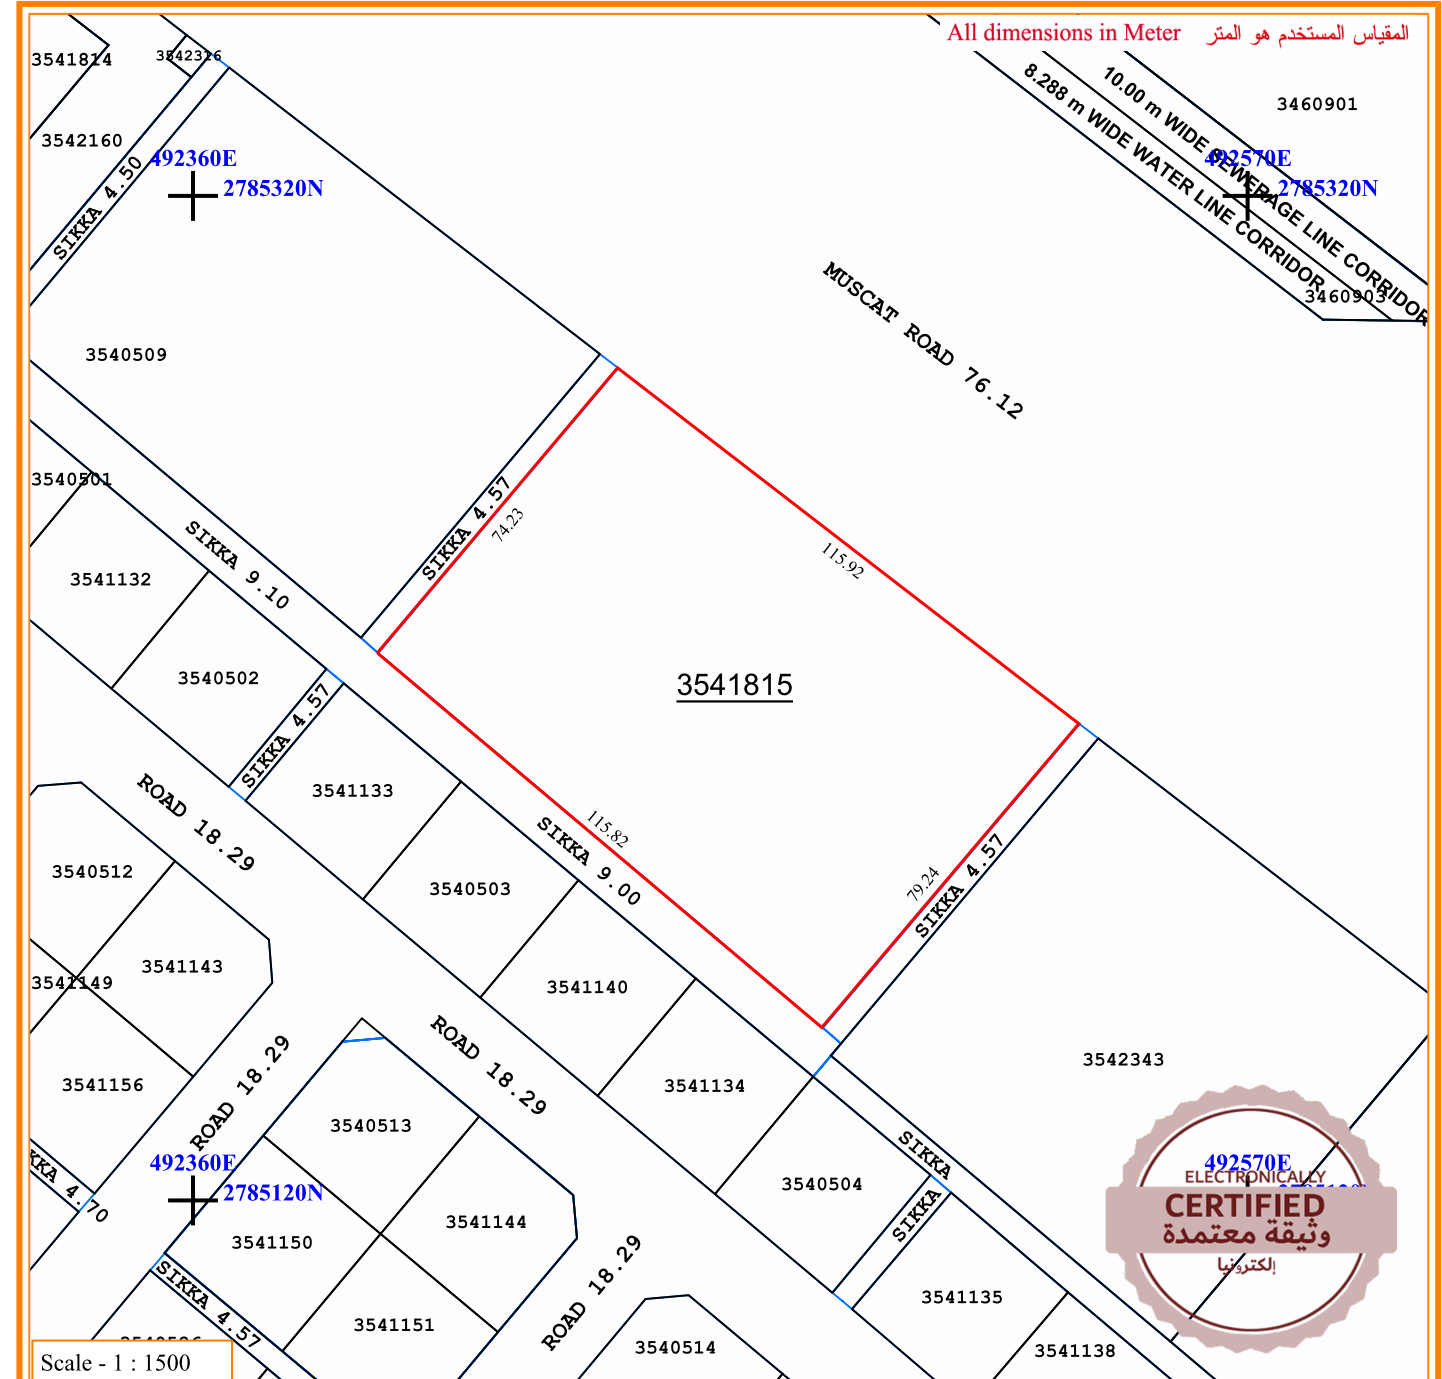 All dimensions in Meter
المقياس المستخدم هو المتر
3541814
3542316
3460901
3542160
SIKKA 4.50
492360E
2785320N
10.00 m WIDE SEWERAGE LINE CORRIDOR
8.288 m WIDE WATER LINE CORRIDOR
492570E
2785320N
3460903
MUSCAT ROAD 76.12
3540509
3540501
SIKKA 9.10
SIKKA 4.57
74.23
115.92
3541132
3540502
SIKKA 4.57
3541815
ROAD 18.29
3541133
115.82
SIKKA 9.00
3540512
3540503
79.24
SIKKA 4.57
3541143
3541149
3541140
ROAD 18.29
ROAD 18.29
3541156
3541134
3542343
3540513
492360E
2785120N
KKA 4.70
3541144
3540504
SIKKA
SIKKA
492570E
ELECTRONICALLY
CERTIFIED
وثيقة معتمدة
إلكترونيا
3541150
SIKKA 4.57
ROAD 18.29
3541151
3540514
3541135
3541138
Scale - 1 : 1500